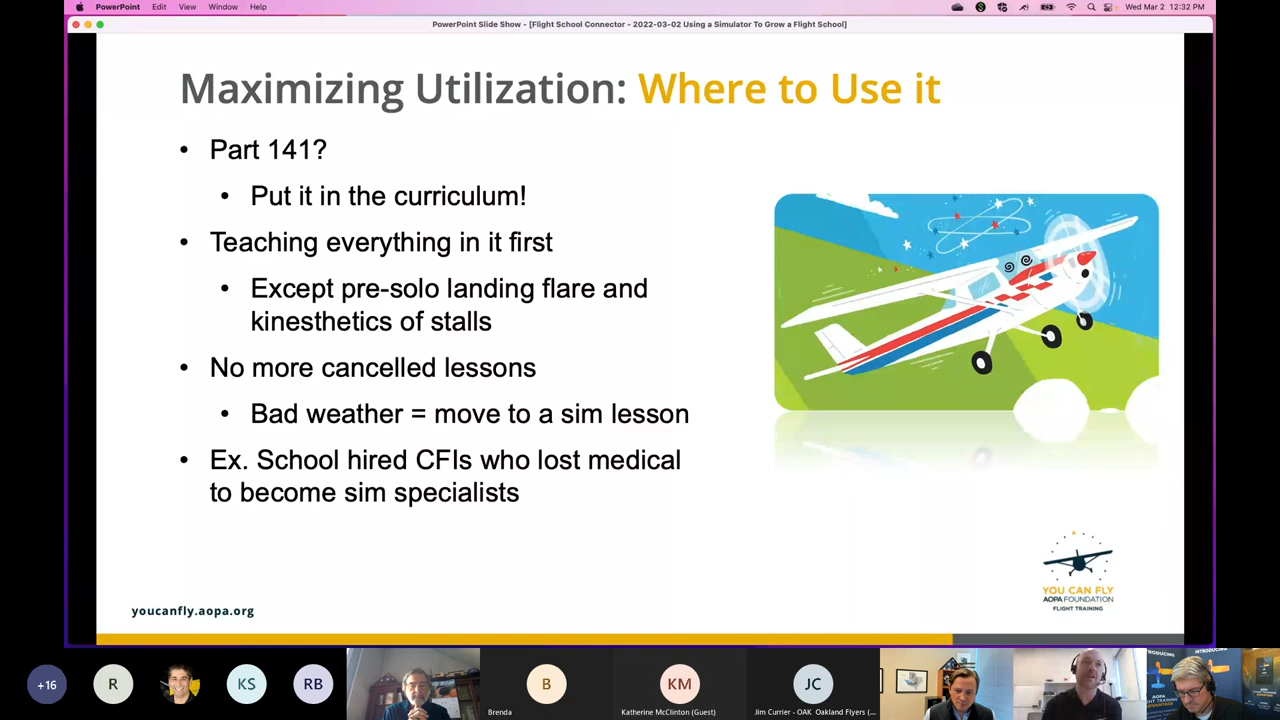 PowerPoint Edit View Window Help
Wed Mar 2 12:32 PM
PowerPoint Slide Show - [Flight School Connector - 2022-03-02 Using a Simulator To Grow a Flight School]
Maximizing Utilization: Where to Use it
• Part 141?
• Put it in the curriculum!
• Teaching everything in it first
• Except pre-solo landing flare and
kinesthetics of stalls
• No more cancelled lessons
• Bad weather = move to a sim lesson
• Ex. School hired CFIs who lost medical
to become sim specialists
YOU CAN FLY
AOPA FOUNDATION
FLIGHT TRAINING
youcanfly.aopa.org
+16
R
KS
RB
B
Brenda
KM
Katherine McClinton (Guest)
JC
Jim Currier - OAK Oakland Flyers (...
INTRODUCING
AOPA
FLIGHT TRAINING
ADVANTAGE